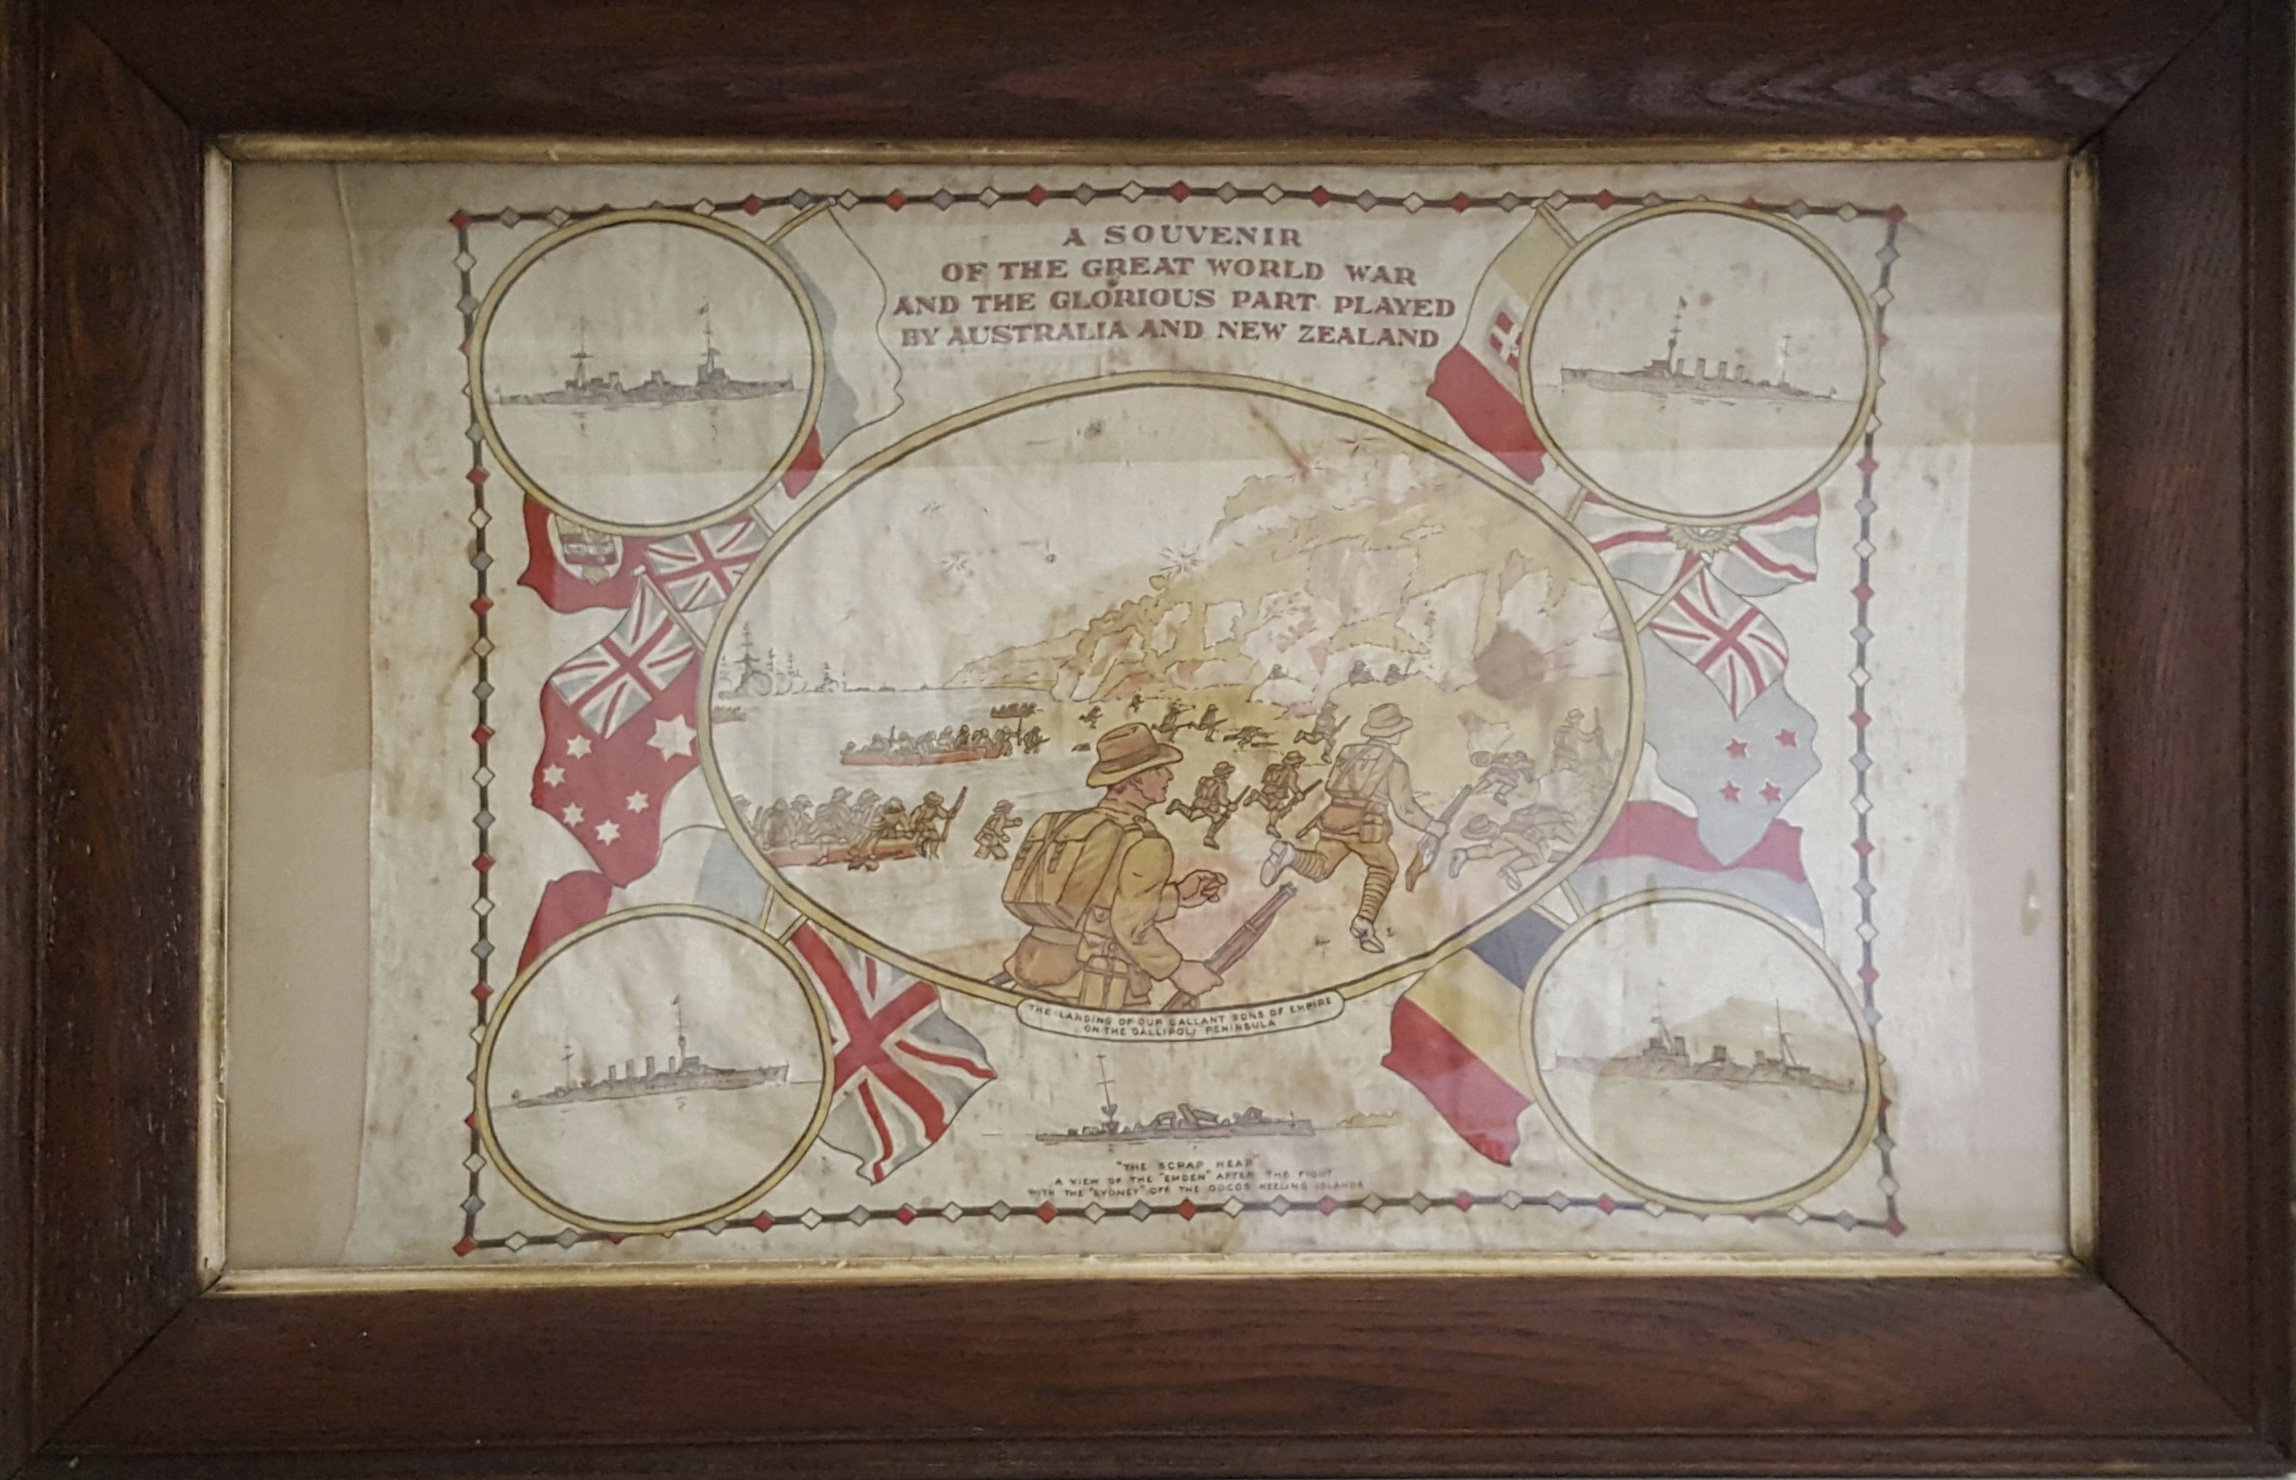 A SOUVENIR
OF THE GREAT WORLD WAR
AND THE GLORIOUS PART PLAYED
BY AUSTRALIA AND NEW ZEALAND
THE LANDING OF OUR GALLANT SONS OF EMPIRE
ON THE GALLIPOLI PENINSULA
"THE SCRAP HEAP"
A VIEW OF THE "EMDEN" AFTER THE FIGHT
WITH THE "SYDNEY" OFF THE COCOS KEELING ISLANDS